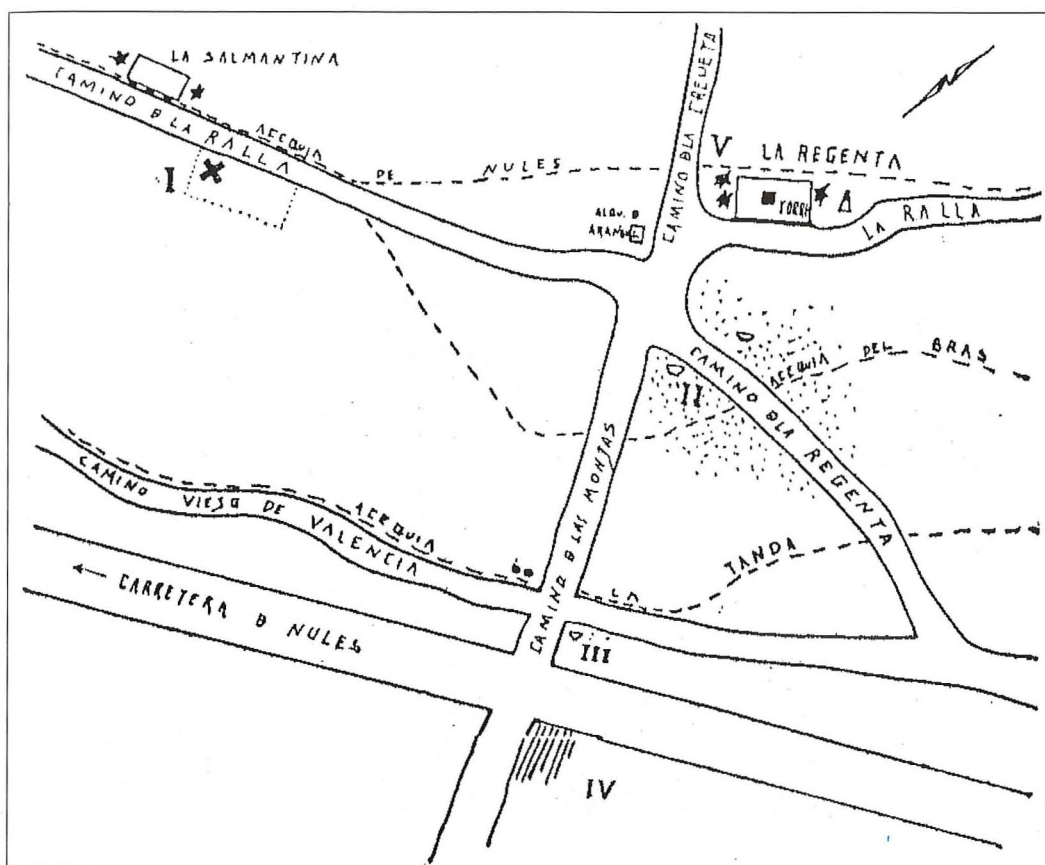 LA SALMANTINA
CAMINO D LA RALLA
ACEQUIA DE NULES
I
CAMINO D LA CREUETA
V
LA REGENTA
TORRE
LA RALLA
ALQU. D
ARANGUL
II
CAMINO D LA REGENTA
ACEQUIA DEL BRAS
CAMINO D LAS MONJAS
CAMINO VIEJO DE VALENCIA
ACEQUIA LA TANDA
CARRETERA D NULES
III
IV